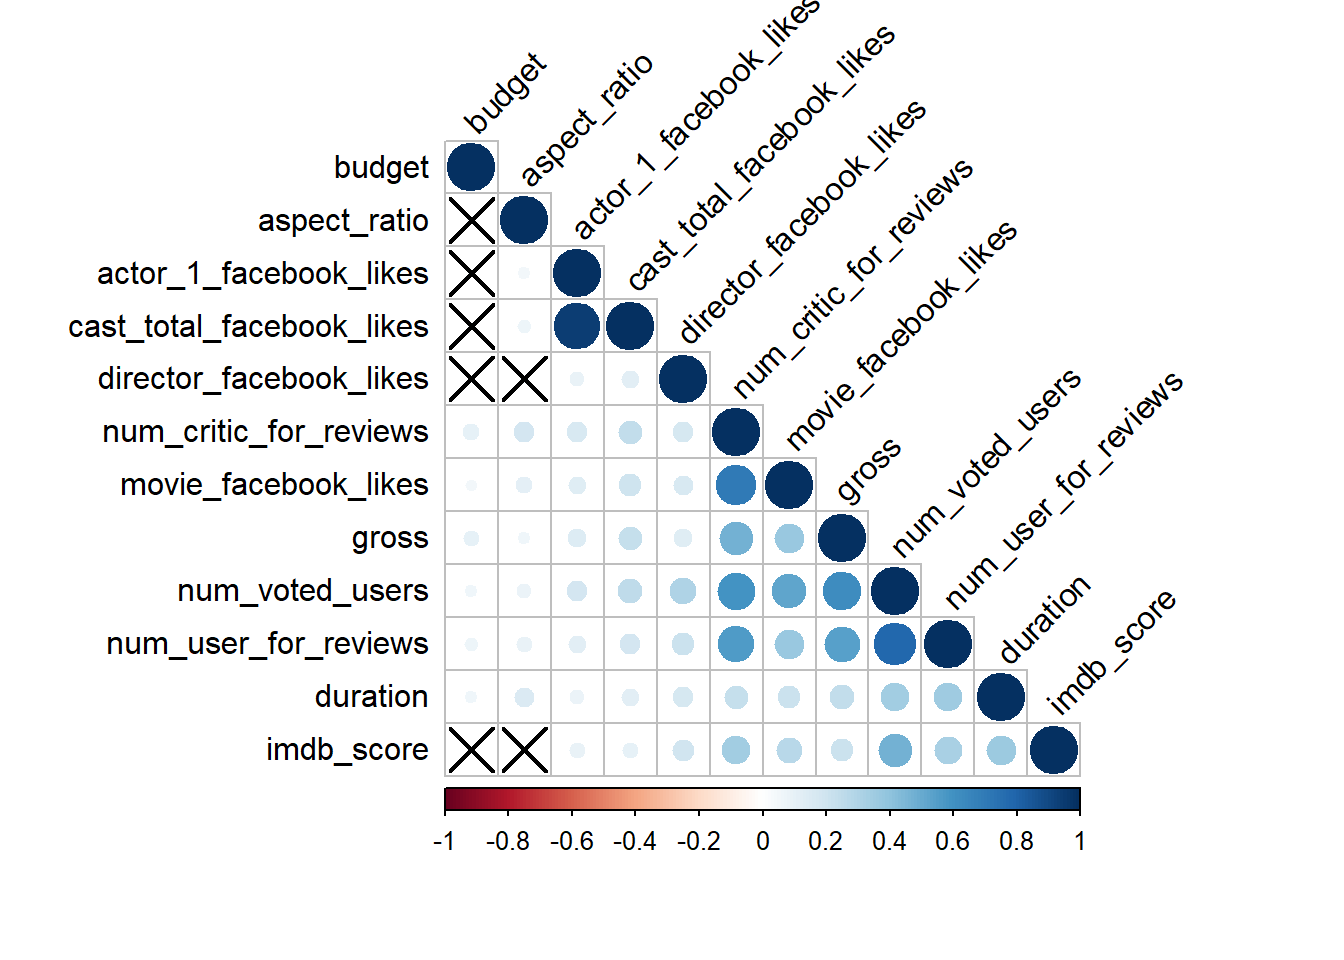 budget
aspect_ratio
actor_1_facebook_likes
cast_total_facebook_likes
director_facebook_likes
num_critic_for_reviews
movie_facebook_likes
gross
num_voted_users
num_user_for_reviews
duration
imdb_score
budget
aspect_ratio
actor_1_facebook_likes
cast_total_facebook_likes
director_facebook_likes
num_critic_for_reviews
movie_facebook_likes
gross
num_voted_users
num_user_for_reviews
duration
imdb_score
-1 -0.8 -0.6 -0.4 -0.2 0 0.2 0.4 0.6 0.8 1